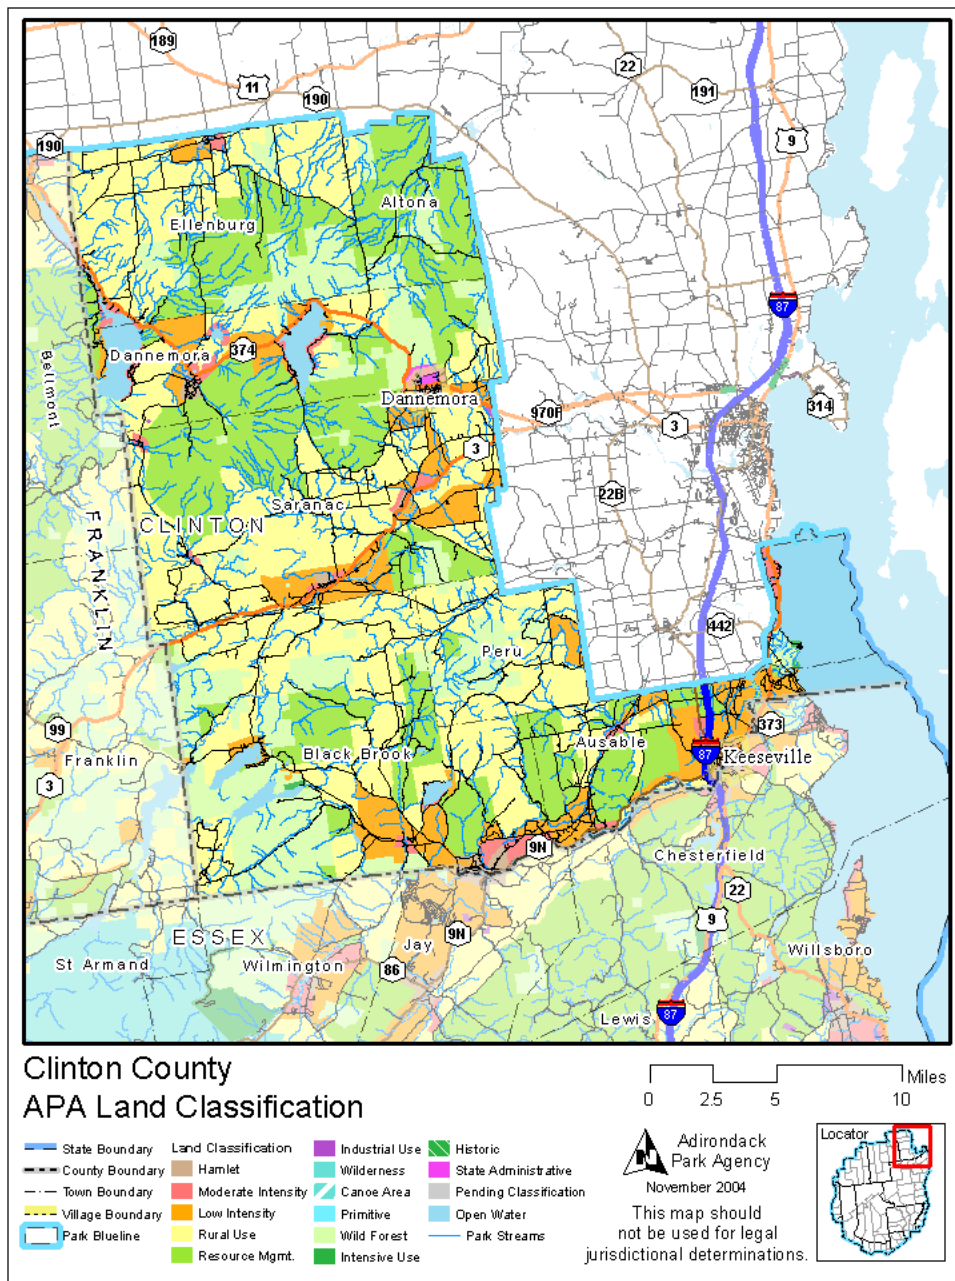 189
11
190
190
22
191
9
Altona
Ellenburg
87
Dannemora
374
Bellmont
Dannemora
970F
3
314
3
22B
Saranac
CLINTON
FRANKLIN
442
Peru
99
Franklin
3
Black Brook
Ausable
87
Keeseville
373
9N
Chesterfield
22
9
ESSEX
9N
Jay
St Armand
Wilmington
86
Willsboro
Lewis
87
Clinton County
APA Land Classification
Miles
0 2.5 5 10
State Boundary
County Boundary
Town Boundary
Village Boundary
Park Blueline
Land Classification
Hamlet
Moderate Intensity
Low Intensity
Rural Use
Resource Mgmt.
Industrial Use
Wilderness
Canoe Area
Primitive
Wild Forest
Intensive Use
Historic
State Administrative
Pending Classification
Open Water
Park Streams
N
Adirondack
Park Agency
November 2004
This map should
not be used for legal
jurisdictional determinations.
Locator